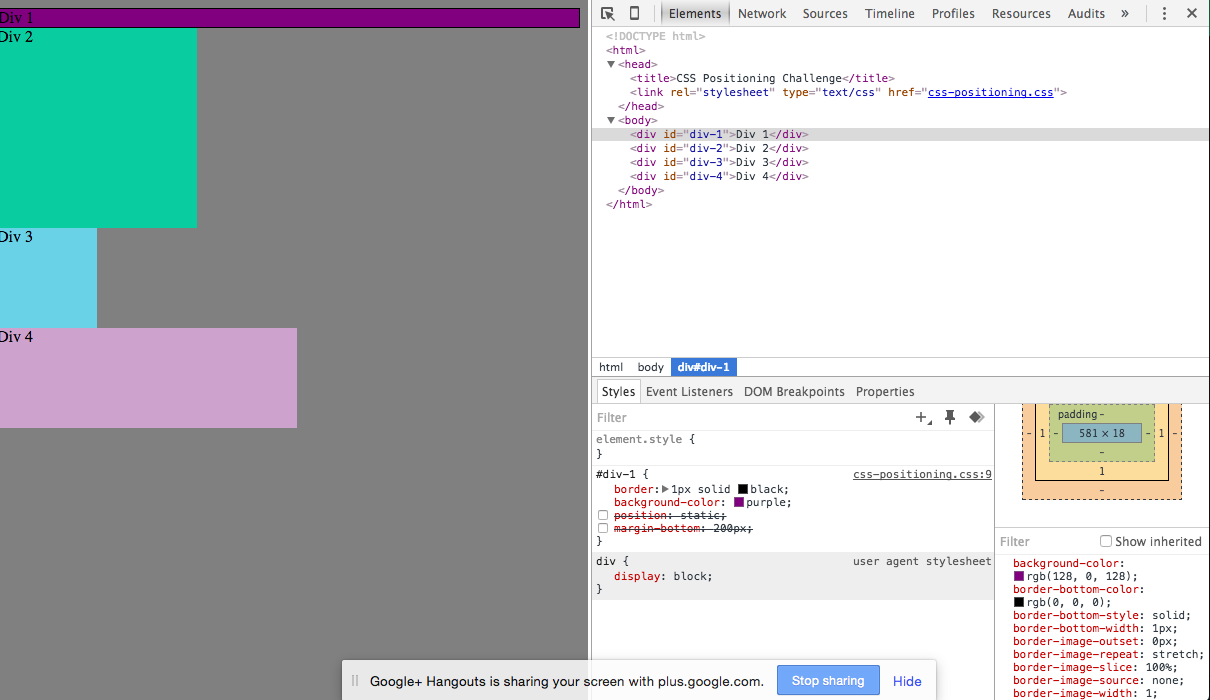 Div 1
Div 2
Div 3
Div 4
Elements Network Sources Timeline Profiles Resources Audits »
<!DOCTYPE html>
<html>
<head>
<title>CSS Positioning Challenge</title>
<link rel="stylesheet" type="text/css" href="css-positioning.css">
</head>
<body>
<div id="div-1">Div 1</div>
<div id="div-2">Div 2</div>
<div id="div-3">Div 3</div>
<div id="div-4">Div 4</div>
</body>
</html>
html body div#div-1
Styles Event Listeners DOM Breakpoints Properties
Filter
element.style {
}
#div-1 { css-positioning.css:9
border: 1px solid black;
background-color: purple;
position: static;
margin-bottom: 200px;
}
div { user agent stylesheet
display: block;
}
padding -
- 1 - 581 × 18 - 1 -
-
1
-
Filter Show inherited
background-color:
rgb(128, 0, 128);
border-bottom-color:
rgb(0, 0, 0);
border-bottom-style: solid;
border-bottom-width: 1px;
border-image-outset: 0px;
border-image-repeat: stretch;
border-image-slice: 100%;
border-image-source: none;
border-image-width: 1;
Google+ Hangouts is sharing your screen with plus.google.com. Stop sharing Hide